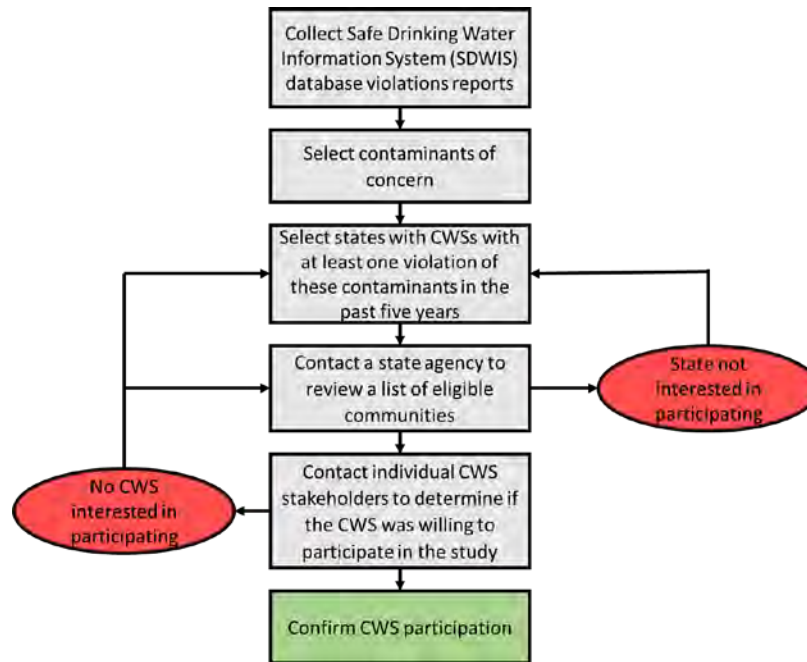 Collect Safe Drinking Water
Information System (SDWIS)
database violations reports
Select contaminants of
concern
Select states with CWSs with
at least one violation of
these contaminants in the
past five years
Contact a state agency to
review a list of eligible
communities
State not
interested in
participating
Contact individual CWS
stakeholders to determine if
the CWS was willing to
participate in the study
No CWS
interested in
participating
Confirm CWS participation